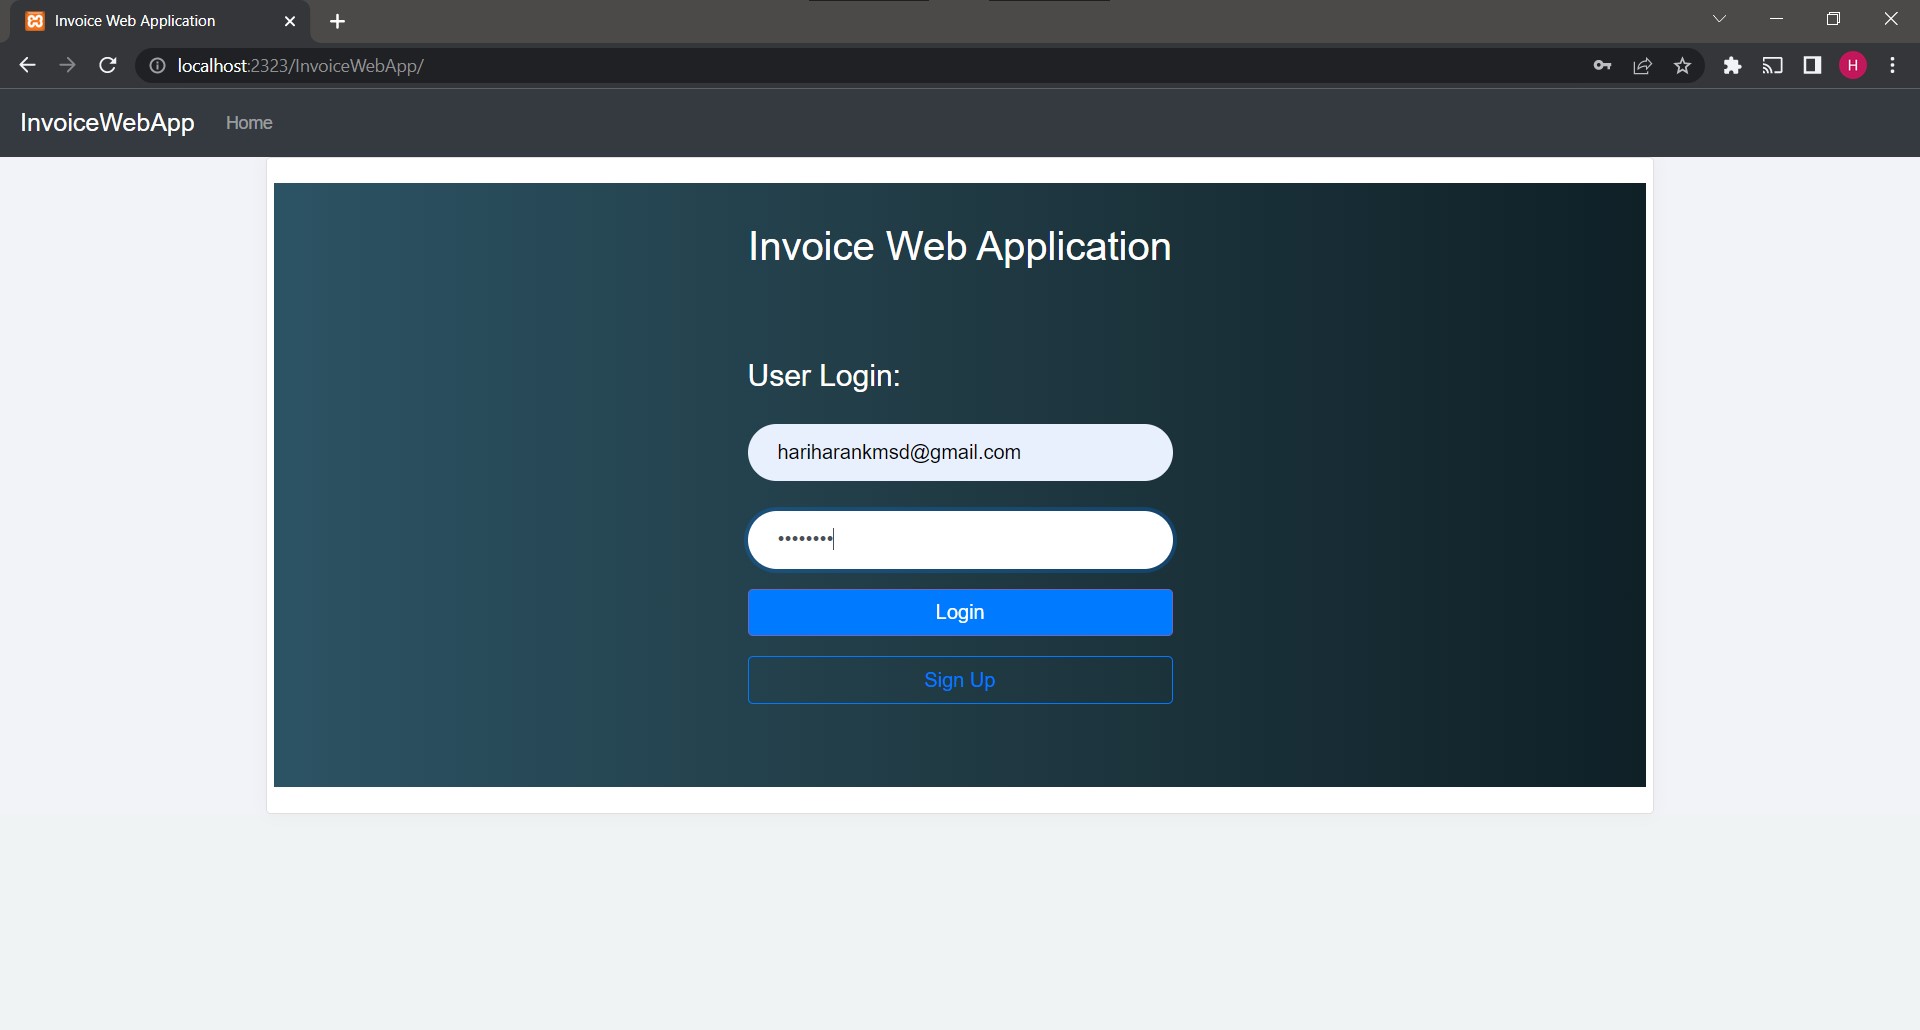 Invoice Web Application
localhost:2323/InvoiceWebApp/
H
InvoiceWebApp Home
Invoice Web Application
User Login:
hariharankmsd@gmail.com
••••••••
Login
Sign Up